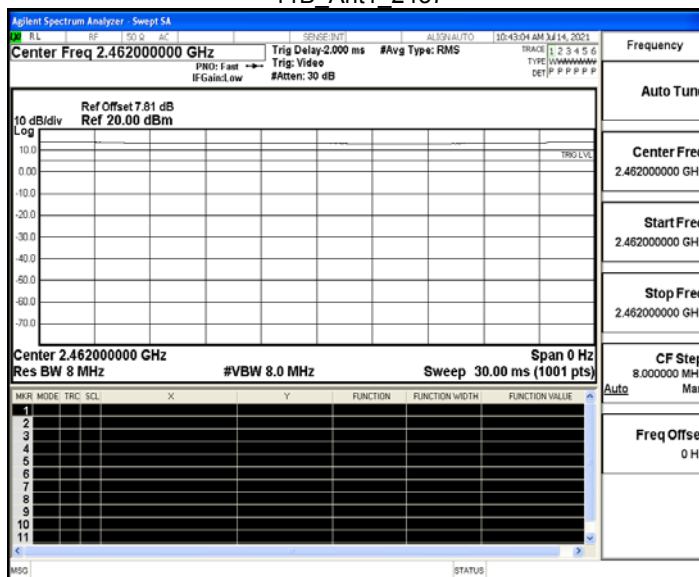 Agilent Spectrum Analyzer - Swept SA
RL RF 50 Ω AC SENSE:INT ALIGNAUTO 10:43:04 AM Jul 14, 2021
Center Freq 2.462000000 GHz
PNO: Fast
IFGain:Low
Trig Delay-2.000 ms
Trig: Video
#Atten: 30 dB
#Avg Type: RMS
TRACE 1 2 3 4 5 6
TYPE WWWWWW
DET P P P P P P
Frequency
Auto Tun
Ref Offset 7.81 dB
10 dB/div Ref 20.00 dBm
Log
10.0
TRIG LVL
0.00
-10.0
-20.0
-30.0
-40.0
-50.0
-60.0
-70.0
Center Fre
2.462000000 GH
Start Fre
2.462000000 GH
Stop Fre
2.462000000 GH
CF Step
8.000000 MH
Auto Ma
Freq Offse
0 H
Center 2.462000000 GHz Span 0 Hz
Res BW 8 MHz #VBW 8.0 MHz Sweep 30.00 ms (1001 pts)
MKR MODE TRC SCL X Y FUNCTION FUNCTION WIDTH FUNCTION VALUE
1
2
3
4
5
6
7
8
9
10
11
MSG STATUS